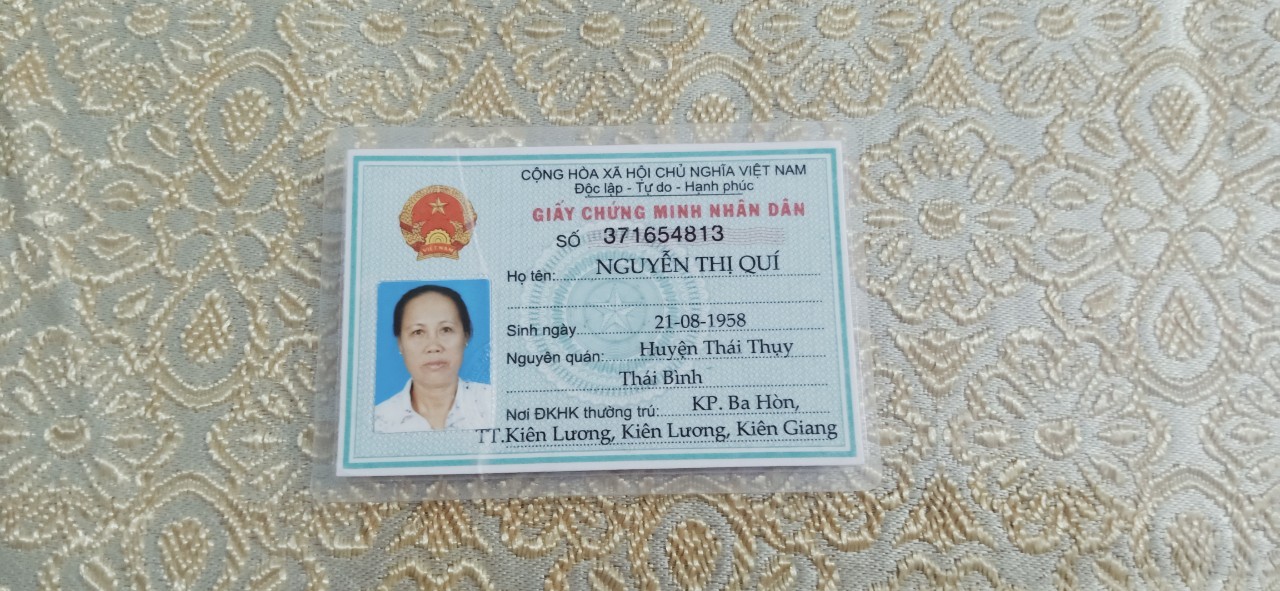 CỘNG HÒA XÃ HỘI CHỦ NGHĨA VIỆT NAM
Độc lập - Tự do - Hạnh phúc
GIẤY CHỨNG MINH NHÂN DÂN
SỐ 371654813
Họ tên: NGUYỄN THỊ QUÍ
Sinh ngày 21-08-1958
Nguyên quán: Huyện Thái Thụy
Thái Bình
Nơi ĐKHK thường trú: KP. Ba Hòn,
TT.Kiên Lương, Kiên Lương, Kiên Giang
VIỆT NAM